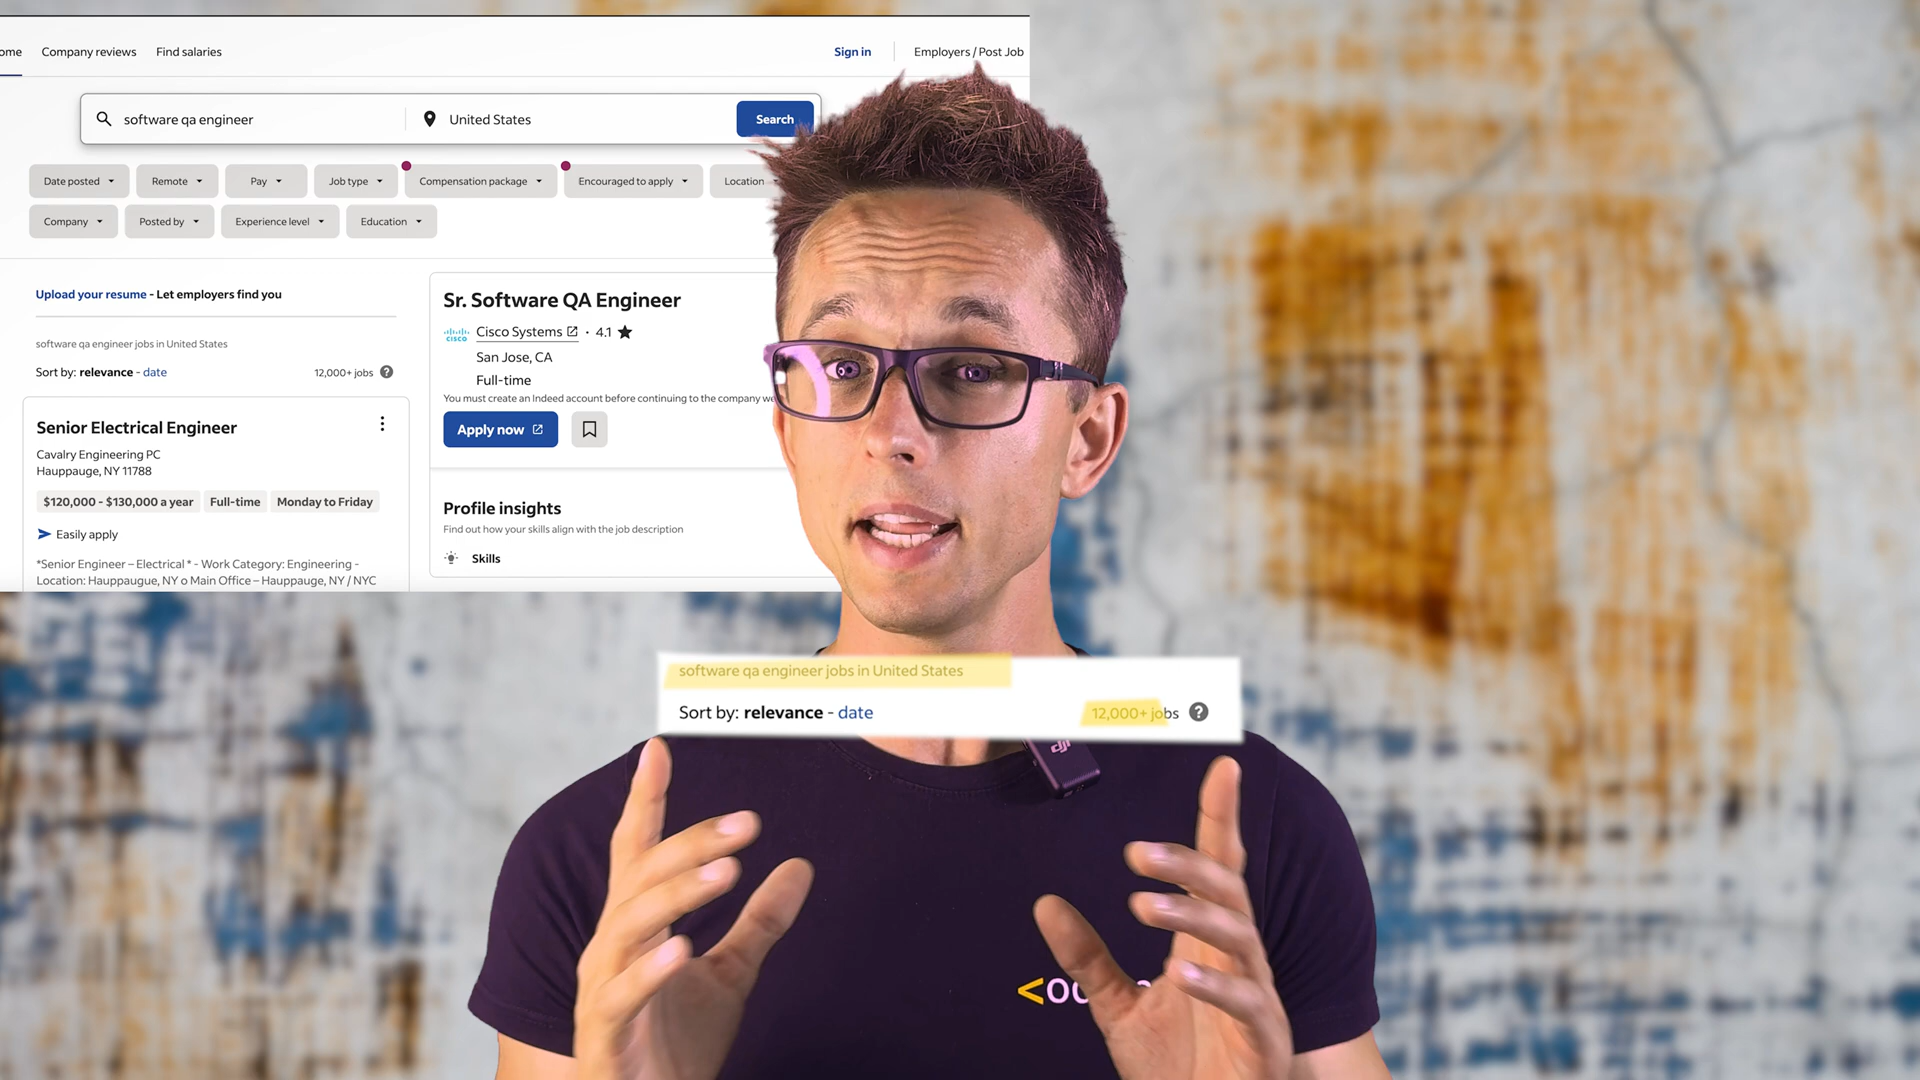 ome Company reviews Find salaries Sign in Employers / Post Job
software qa engineer United States Search
Date posted Remote Pay Job type Compensation package Encouraged to apply Location
Company Posted by Experience level Education
Upload your resume - Let employers find you
software qa engineer jobs in United States
Sort by: relevance - date 12,000+ jobs ?
Senior Electrical Engineer
Cavalry Engineering PC
Hauppauge, NY 11788
$120,000 - $130,000 a year Full-time Monday to Friday
Easily apply
*Senior Engineer – Electrical * - Work Category: Engineering -
Location: Hauppaugue, NY o Main Office – Hauppauge, NY / NYC
Sr. Software QA Engineer
CISCO Cisco Systems · 4.1
San Jose, CA
Full-time
You must create an Indeed account before continuing to the company we
Apply now
Profile insights
Find out how your skills align with the job description
Skills
software qa engineer jobs in United States
Sort by: relevance - date 12,000+ jobs ?
dji